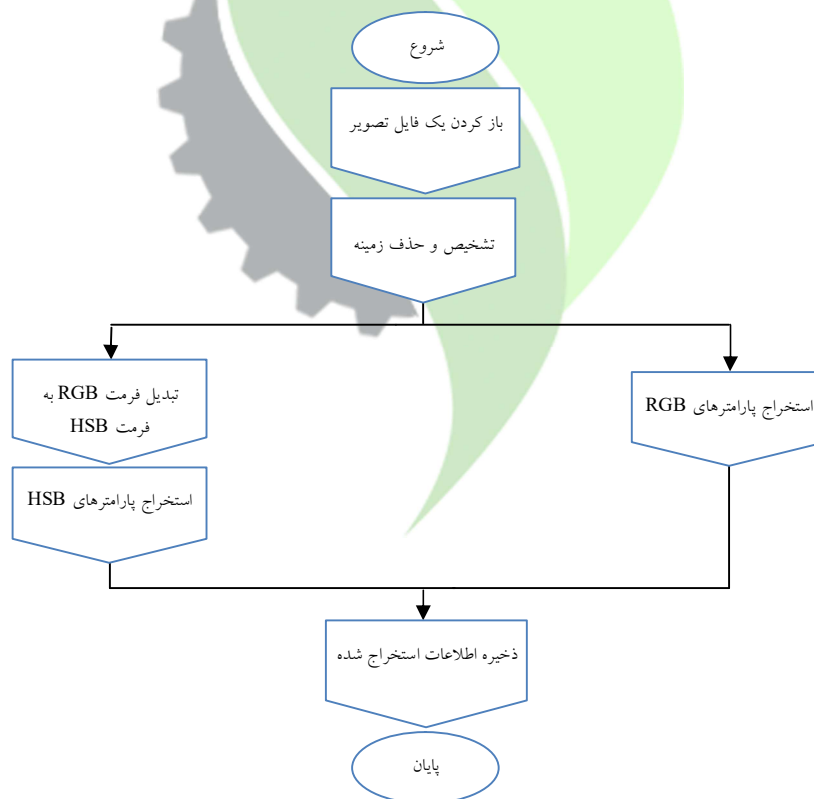 شروع
باز کردن یک فایل تصویر
تشخیص و حذف زمینه
استخراج پارامترهای RGB
تبدیل فرمت RGB به
فرمت HSB
استخراج پارامترهای HSB
ذخیره اطلاعات استخراج شده
پایان